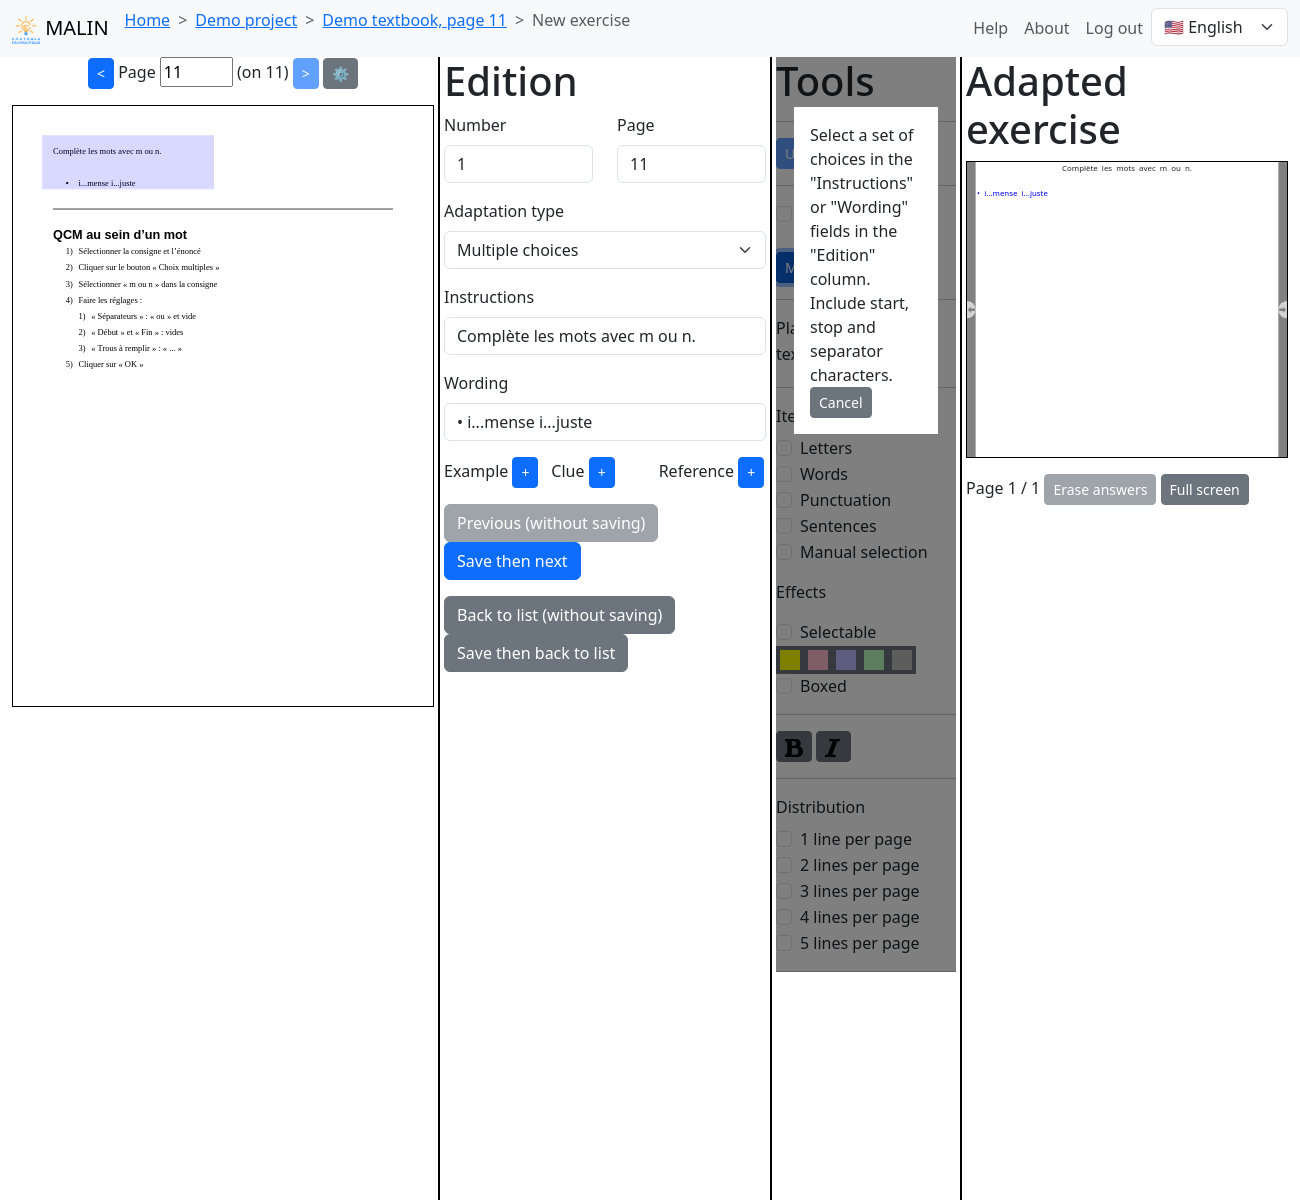 MALIN
Home > Demo project > Demo textbook, page 11 > New exercise
Help About Log out 🇺🇸 English
< Page 11 (on 11) > ⚙️
Complète les mots avec m ou n.
• i...mense i...juste
QCM au sein d’un mot
1) Sélectionner la consigne et l’énoncé
2) Cliquer sur le bouton « Choix multiples »
3) Sélectionner « m ou n » dans la consigne
4) Faire les réglages :
1) « Séparateurs » : « ou » et vide
2) « Début » et « Fin » : vides
3) « Trous à remplir » : « ... »
5) Cliquer sur « OK »
Edition
Number Page
1 11
Adaptation type
Multiple choices
Instructions
Complète les mots avec m ou n.
Wording
• i...mense i...juste
Example + Clue + Reference +
Previous (without saving)
Save then next
Back to list (without saving)
Save then back to list
Tools
Select a set of
choices in the
"Instructions"
or "Wording"
fields in the
"Edition"
column.
Include start,
stop and
separator
characters.
Cancel
Letters
Words
Punctuation
Sentences
Manual selection
Effects
Selectable
Boxed
B I
Distribution
1 line per page
2 lines per page
3 lines per page
4 lines per page
5 lines per page
Adapted
exercise
Complète les mots avec m ou n.
• i...mense i...juste
Page 1 / 1 Erase answers Full screen